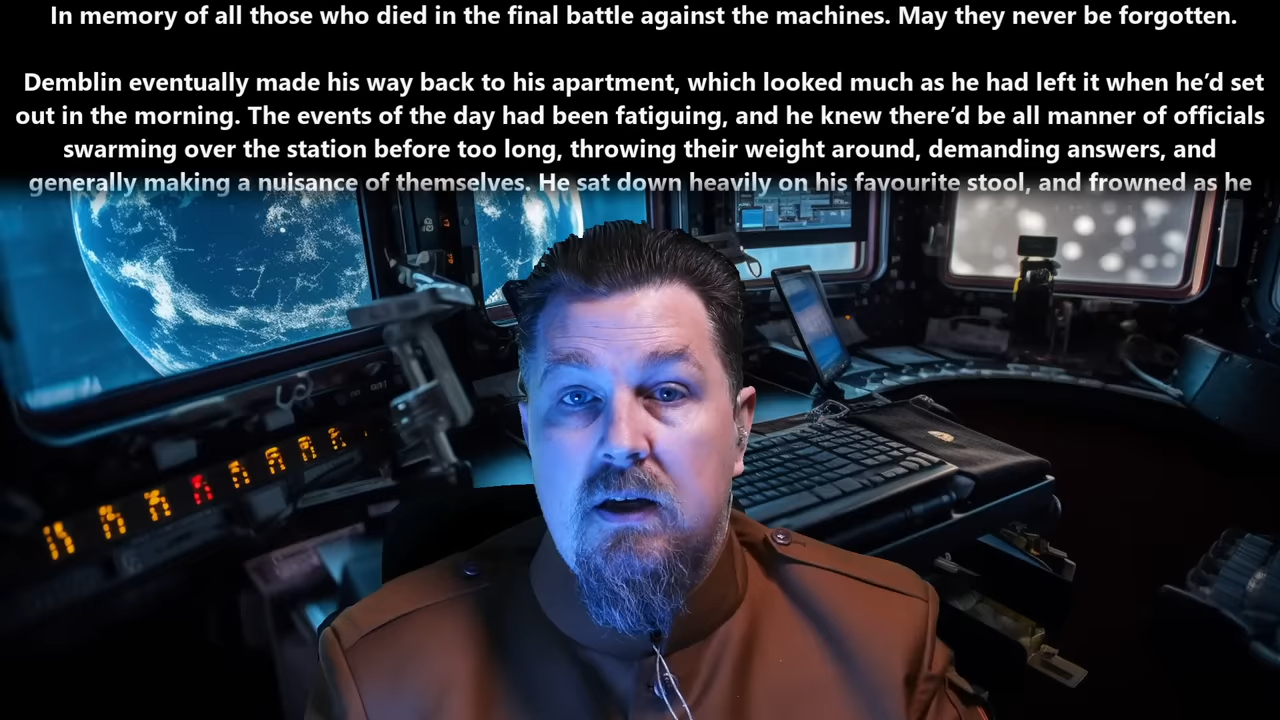 In memory of all those who died in the final battle against the machines. May they never be forgotten.
Demblin eventually made his way back to his apartment, which looked much as he had left it when he’d set
out in the morning. The events of the day had been fatiguing, and he knew there’d be all manner of officials
swarming over the station before too long, throwing their weight around, demanding answers, and
generally making a nuisance of themselves. He sat down heavily on his favourite stool, and frowned as he